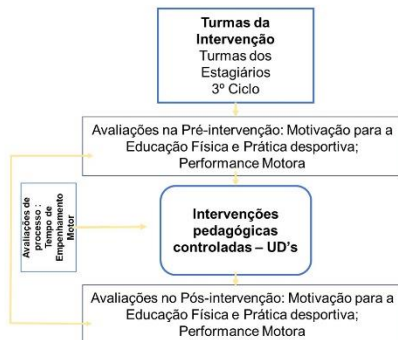 Turmas da
Intervenção
Turmas dos
Estagiários
3º Ciclo
Avaliações na Pré-intervenção: Motivação para a
Educação Física e Prática desportiva;
Performance Motora
Avaliações de
processo :
Tempo de
Empenhamento
Motor
Intervenções
pedagógicas
controladas – UD’s
Avaliações no Pós-intervenção: Motivação para a
Educação Física e Prática desportiva;
Performance Motora